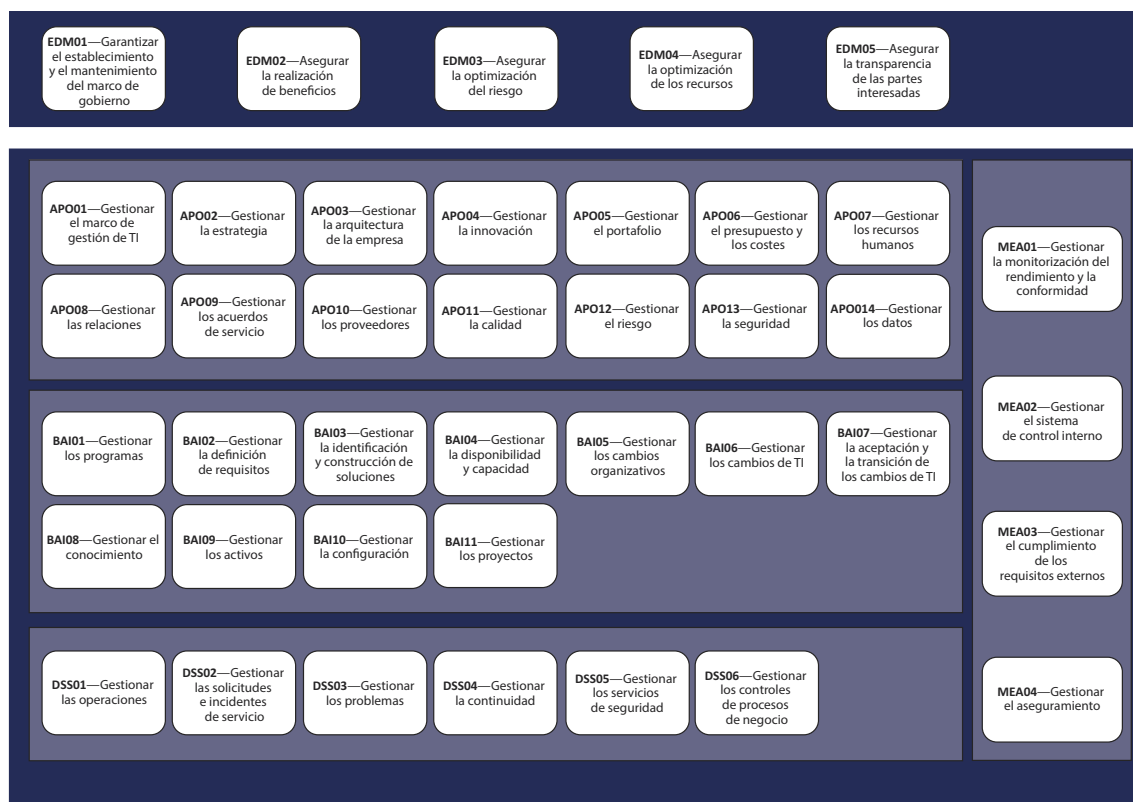 EDM01—Garantizar
el establecimiento
y el mantenimiento
del marco de
gobierno
EDM02—Asegurar
la realización
de beneficios
EDM03—Asegurar
la optimización
del riesgo
EDM04—Asegurar
la optimización
de los recursos
EDM05—Asegurar
la transparencia
de las partes
interesadas
APO01—Gestionar
el marco de
gestión de TI
APO02—Gestionar
la estrategia
APO03—Gestionar
la arquitectura
de la empresa
APO04—Gestionar
la innovación
APO05—Gestionar
el portafolio
APO06—Gestionar
el presupuesto y
los costes
APO07—Gestionar
los recursos
humanos
APO08—Gestionar
las relaciones
APO09—Gestionar
los acuerdos
de servicio
APO10—Gestionar
los proveedores
APO11—Gestionar
la calidad
APO12—Gestionar
el riesgo
APO13—Gestionar
la seguridad
APO014—Gestionar
los datos
BAI01—Gestionar
los programas
BAI02—Gestionar
la definición
de requisitos
BAI03—Gestionar
la identificación
y construcción de
soluciones
BAI04—Gestionar
la disponibilidad
y capacidad
BAI05—Gestionar
los cambios
organizativos
BAI06—Gestionar
los cambios de TI
BAI07—Gestionar
la aceptación y
la transición de
los cambios de TI
BAI08—Gestionar el
conocimiento
BAI09—Gestionar
los activos
BAI10—Gestionar
la configuración
BAI11—Gestionar
los proyectos
DSS01—Gestionar
las operaciones
DSS02—Gestionar
las solicitudes
e incidentes
de servicio
DSS03—Gestionar
los problemas
DSS04—Gestionar
la continuidad
DSS05—Gestionar
los servicios
de seguridad
DSS06—Gestionar
los controles
de procesos
de negocio
MEA01—Gestionar
la monitorización del
rendimiento y la
conformidad
MEA02—Gestionar
el sistema
de control interno
MEA03—Gestionar
el cumplimiento
de los
requisitos externos
MEA04—Gestionar
el aseguramiento